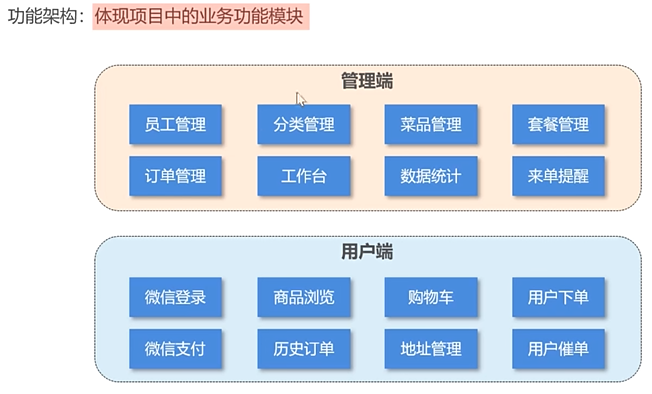 功能架构：体现项目中的业务功能模块
管理端
员工管理 分类管理 菜品管理 套餐管理
订单管理 工作台 数据统计 来单提醒
用户端
微信登录 商品浏览 购物车 用户下单
微信支付 历史订单 地址管理 用户催单